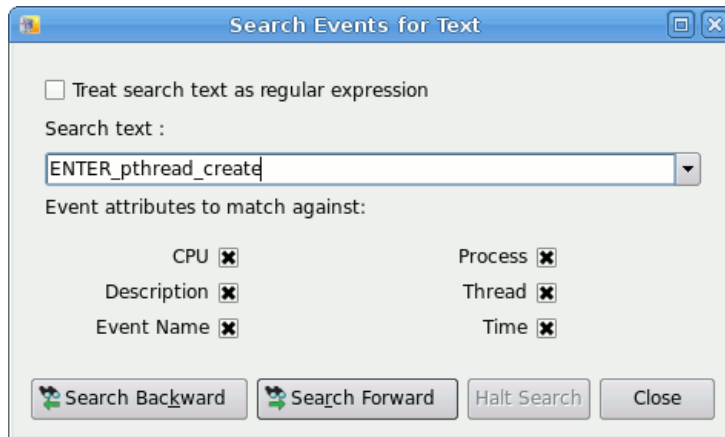 Search Events for Text
Treat search text as regular expression
Search text :
ENTER_pthread_create
Event attributes to match against:
CPU Process
Description Thread
Event Name Time
Search Backward Search Forward Halt Search Close